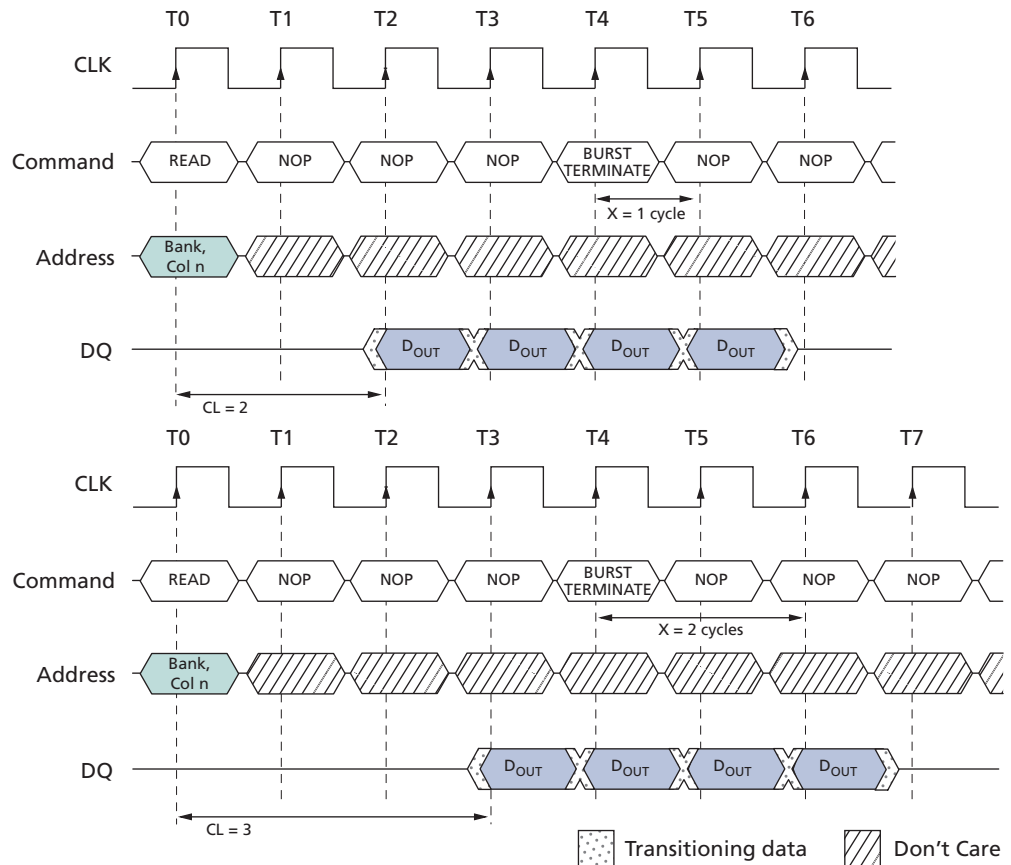 T0 T1 T2 T3 T4 T5 T6
CLK
Command READ NOP NOP NOP BURST TERMINATE NOP NOP
X = 1 cycle
Address Bank, Col n
DQ DOUT DOUT DOUT DOUT
CL = 2
T0 T1 T2 T3 T4 T5 T6 T7
CLK
Command READ NOP NOP NOP BURST TERMINATE NOP NOP NOP
X = 2 cycles
Address Bank, Col n
DQ DOUT DOUT DOUT DOUT
CL = 3
Transitioning data Don't Care